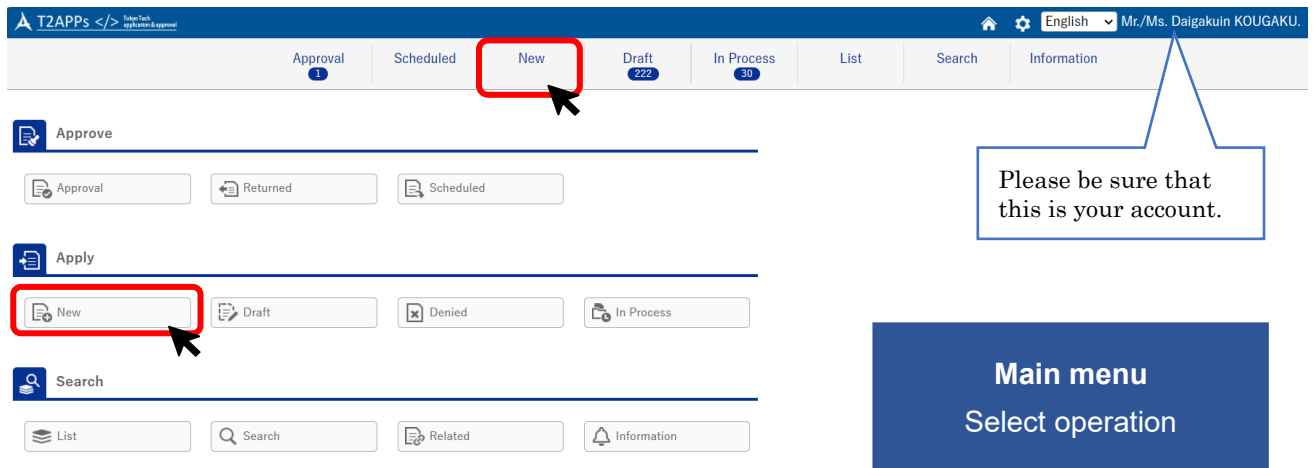 T2APPs </> Tokyo Tech application & approval
English Mr./Ms. Daigakuin KOUGAKU.
Approval Scheduled New Draft In Process List Search Information
1 222 30
Approve
Approval Returned Scheduled
Please be sure that
this is your account.
Apply
New Draft Denied In Process
Main menu
Select operation
Search
List Search Related Information